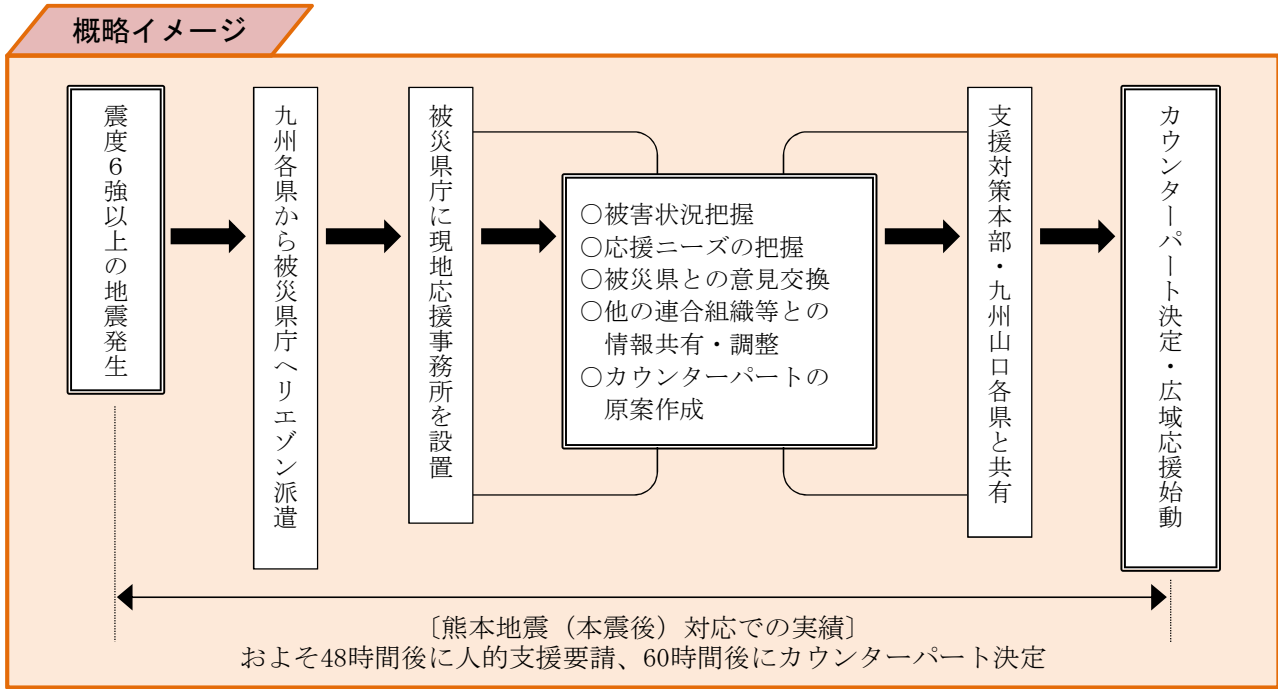 概略イメージ
震度６強以上の地震発生
九州各県から被災県庁へリエゾン派遣
被災県庁に現地応援事務所を設置
○被害状況把握
○応援ニーズの把握
○被災県との意見交換
○他の連合組織等との
情報共有・調整
○カウンターパートの
原案作成
支援対策本部・九州山口各県と共有
カウンターパート決定・広域応援始動
〔熊本地震（本震後）対応での実績〕
およそ48時間後に人的支援要請、60時間後にカウンターパート決定